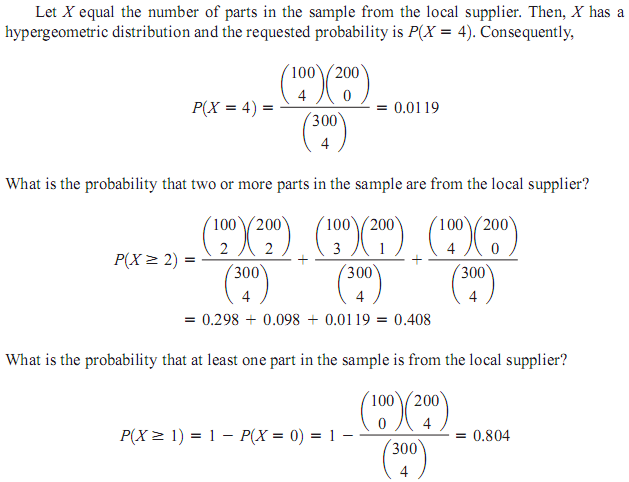 Let X equal the number of parts in the sample from the local supplier. Then, X has a
hypergeometric distribution and the requested probability is P(X = 4). Consequently,
P(X = 4) = \frac{\binom{100}{4}\binom{200}{0}}{\binom{300}{4}} = 0.0119
What is the probability that two or more parts in the sample are from the local supplier?
P(X ≥ 2) = \frac{\binom{100}{2}\binom{200}{2}}{\binom{300}{4}} + \frac{\binom{100}{3}\binom{200}{1}}{\binom{300}{4}} + \frac{\binom{100}{4}\binom{200}{0}}{\binom{300}{4}}
= 0.298 + 0.098 + 0.0119 = 0.408
What is the probability that at least one part in the sample is from the local supplier?
P(X ≥ 1) = 1 − P(X = 0) = 1 − \frac{\binom{100}{0}\binom{200}{4}}{\binom{300}{4}} = 0.804